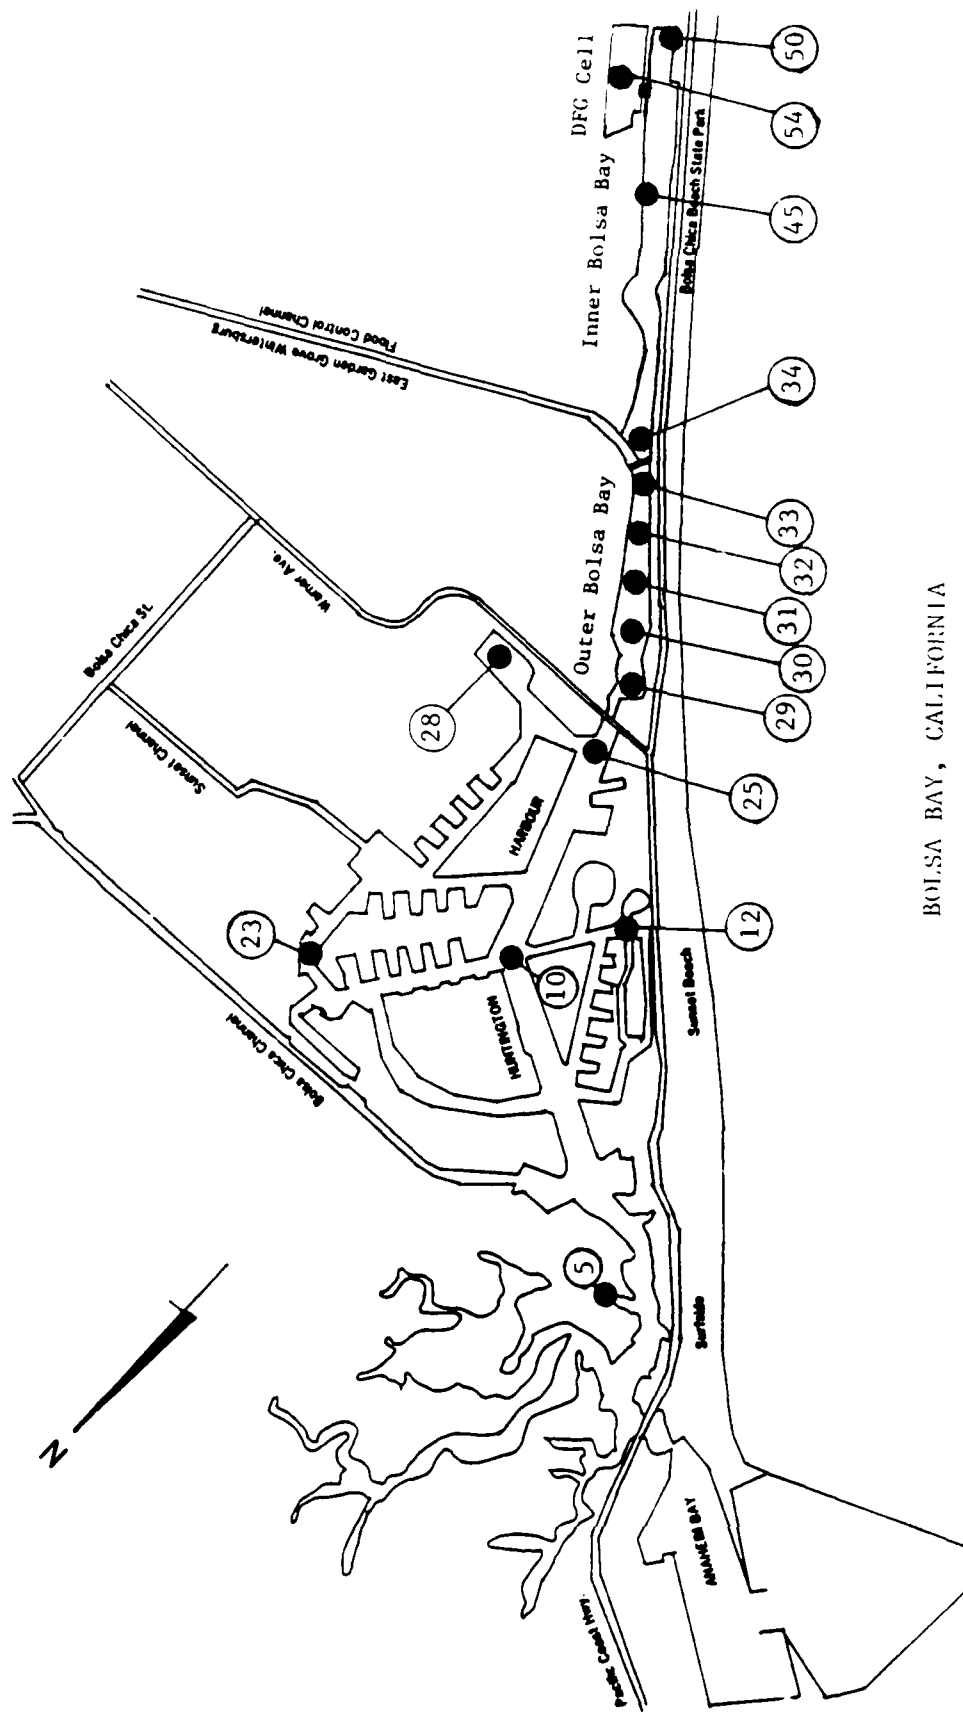 N
Pacific Coast Hwy.
ANAHEIM BAY
Surfside
Sunset Beach
Bolsa Chica Beach State Park
Bolsa Chica Channel
Sunset Channel
Bolsa Chica St.
Warner Ave.
East Garden Grove Wintersburg
Flood Control Channel
HUNTINGTON
HARBOUR
Outer Bolsa Bay
Inner Bolsa Bay
DFG Cell
5
10
12
23
25
28
29
30
31
32
33
34
45
54
50
BOLSA BAY, CALIFORNIA